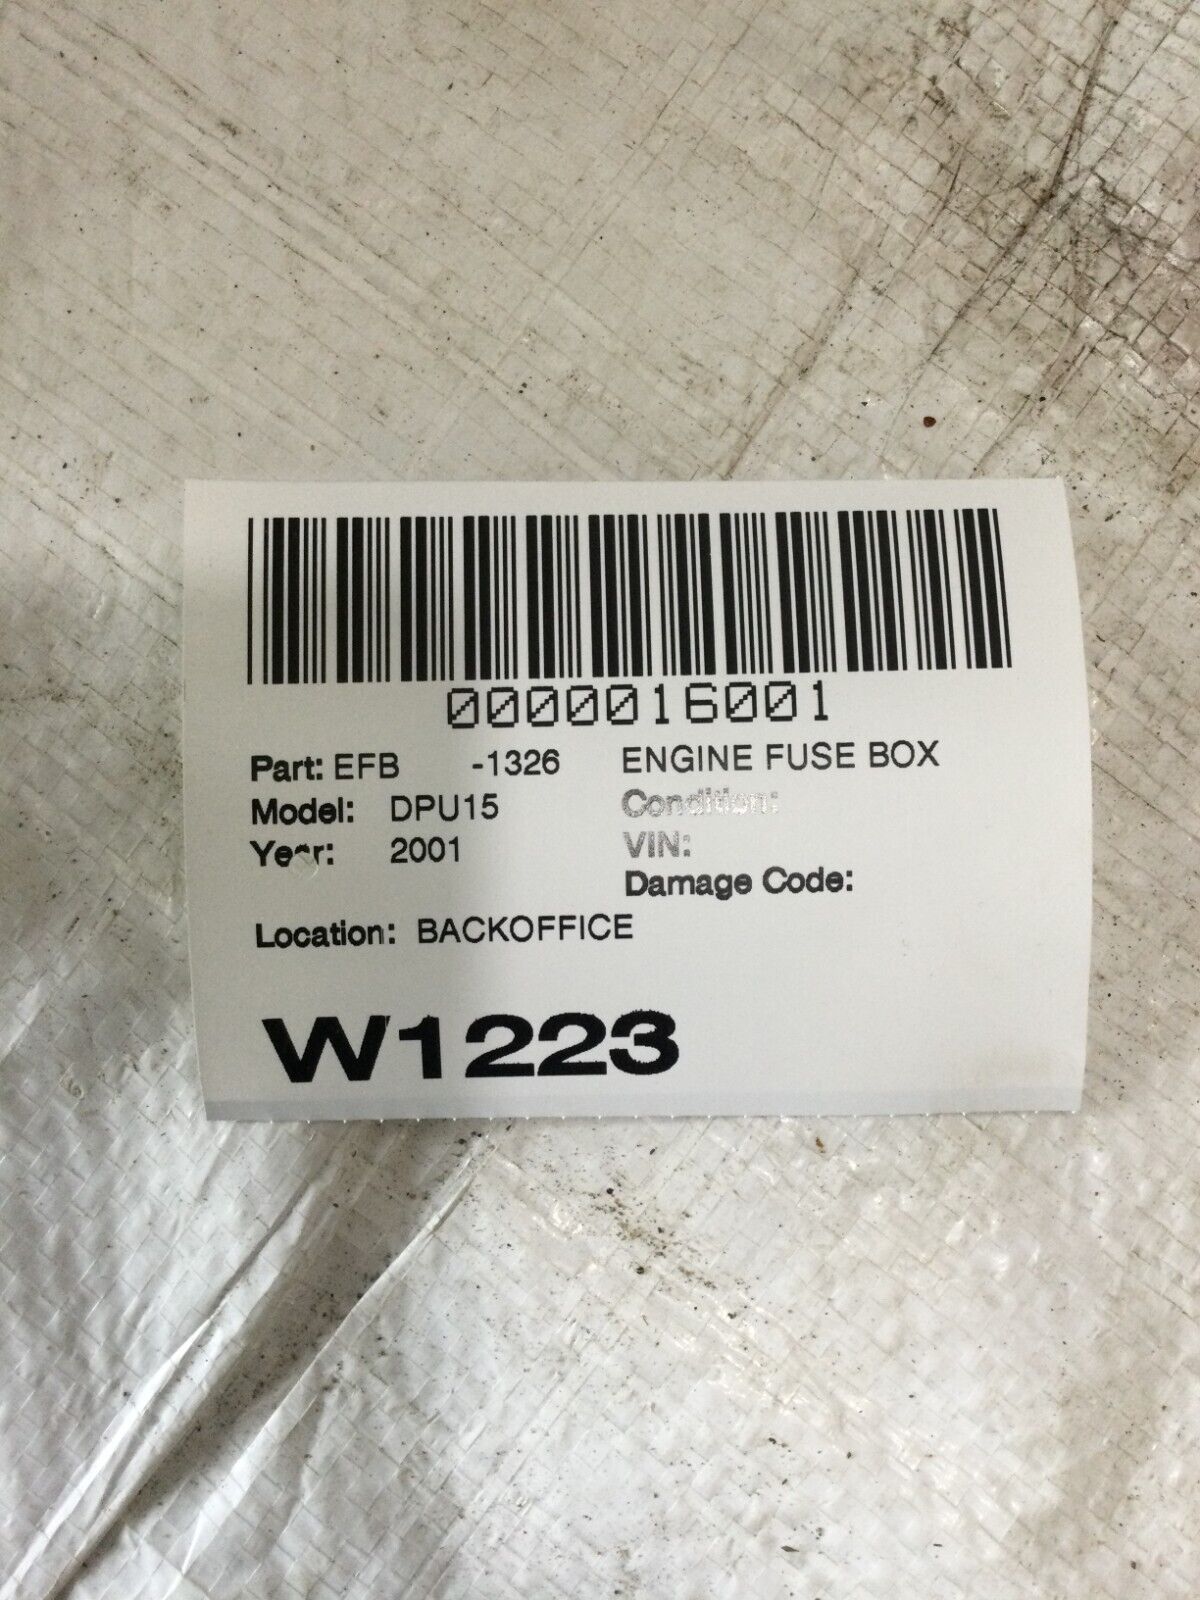 0000016001
Part: EFB -1326 ENGINE FUSE BOX
Model: DPU15 Condition:
Year: 2001 VIN:
Damage Code:
Location: BACKOFFICE
W1223